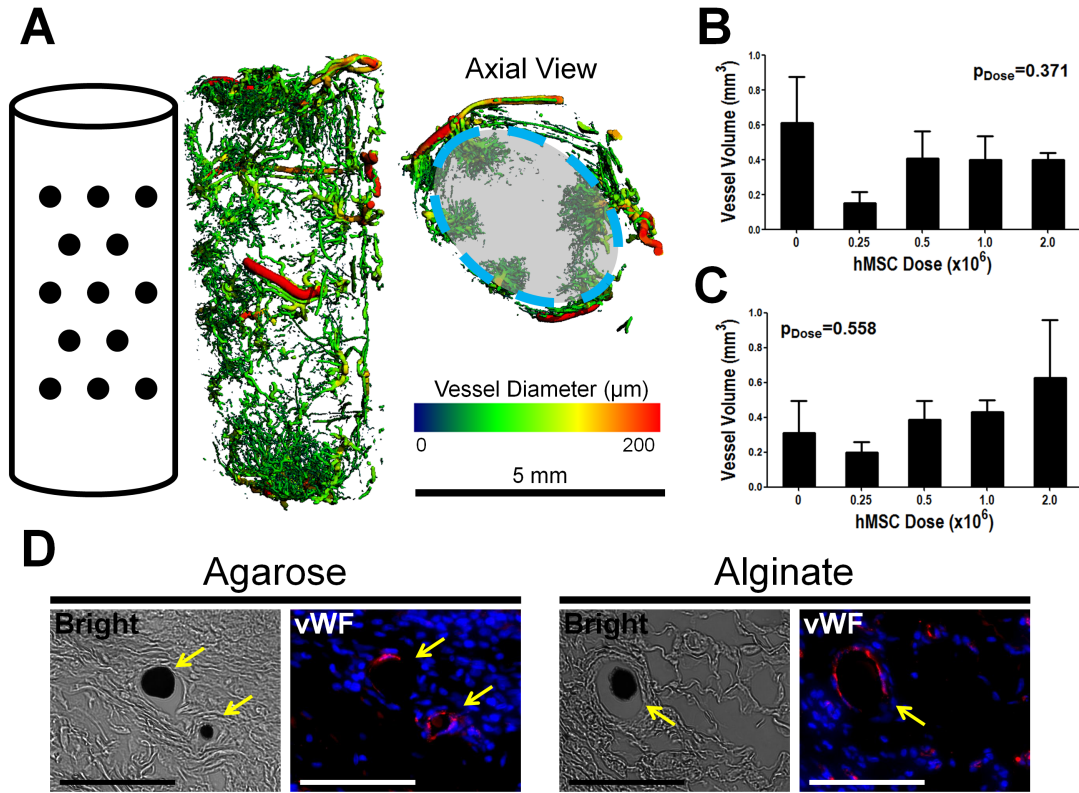 A
Axial View
Vessel Diameter (µm)
0 200
5 mm
B
Vessel Volume (mm³)
1.0
0.8
0.6
0.4
0.2
0.0
pDose=0.371
0 0.25 0.5 1.0 2.0
hMSC Dose (x10⁶)
C
Vessel Volume (mm³)
1.0
0.8
0.6
0.4
0.2
0.0
pDose=0.558
0 0.25 0.5 1.0 2.0
hMSC Dose (x10⁶)
D
Agarose Alginate
Bright vWF Bright vWF